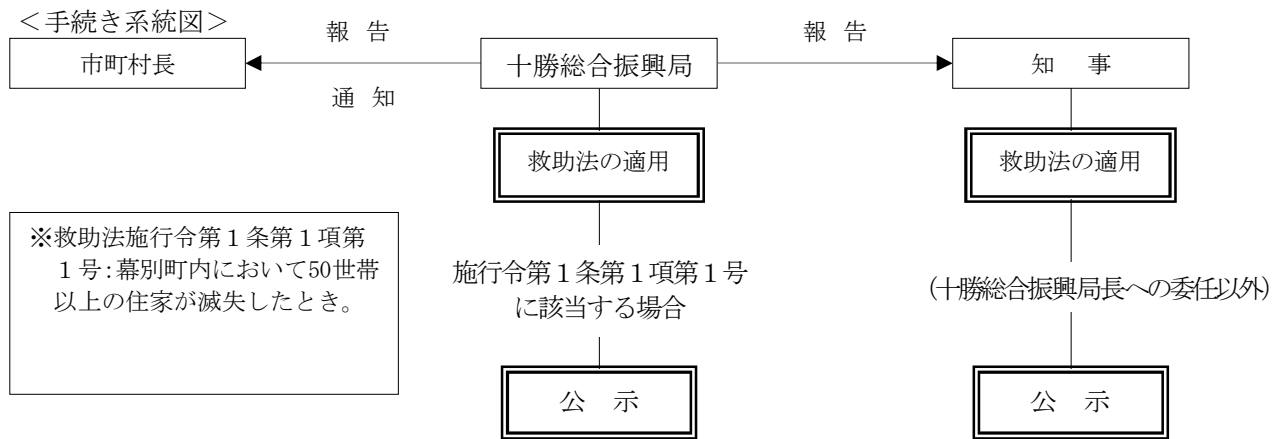 ＜手続き系統図＞
報 告
報 告
市町村長
十勝総合振興局
知 事
通 知
救助法の適用
救助法の適用
※救助法施行令第１条第１項第
１号：幕別町内において50世帯
以上の住家が滅失したとき。
施行令第１条第１項第１号
に該当する場合
(十勝総合振興局長への委任以外)
公 示
公 示